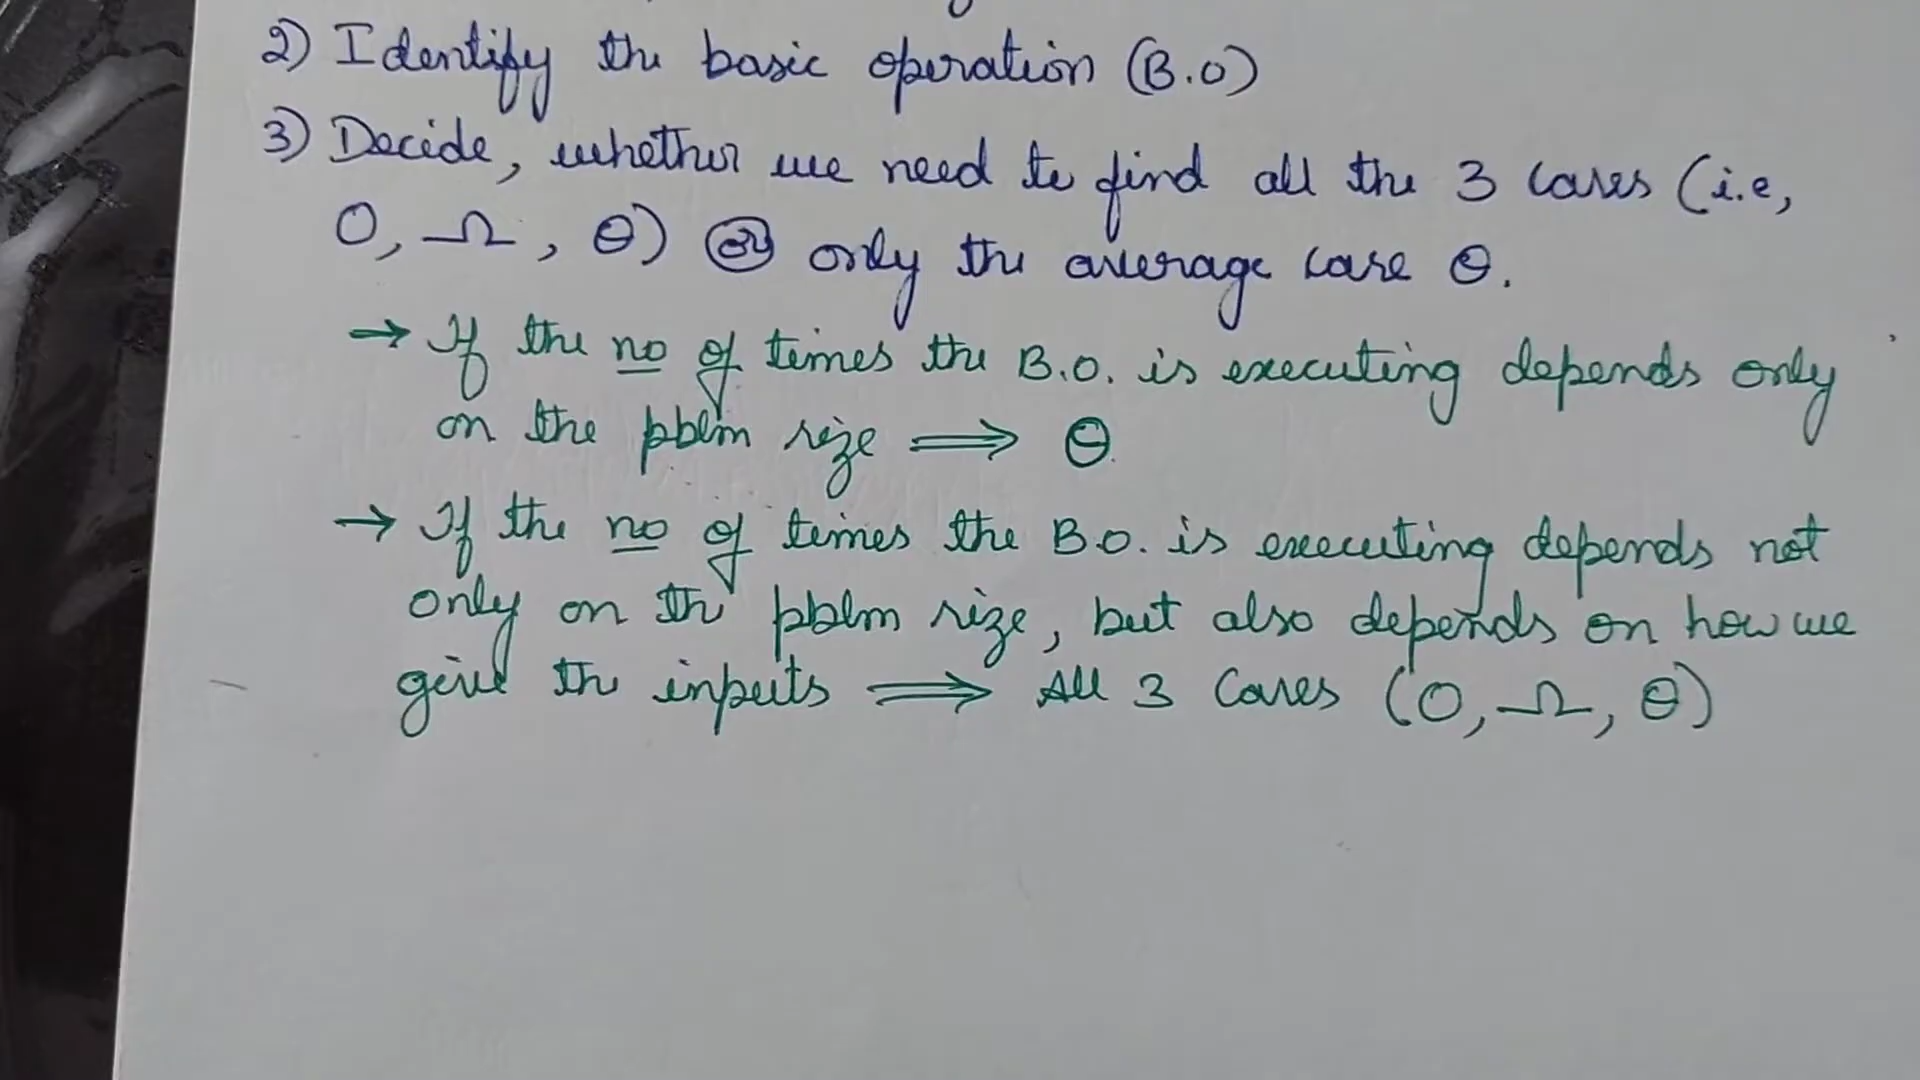 2) Identify the basic operation (B.O)
3) Decide, whether we need to find all the 3 cases (i.e,
O, Ω, θ) or only the average case θ.
→ If the no of times the B.O. is executing depends only
on the pblm size ⟹ θ
→ If the no of times the B.O. is executing depends not
only on th pblm size, but also depends on how we
give th inputs ⟹ All 3 Cases (O, Ω, θ)